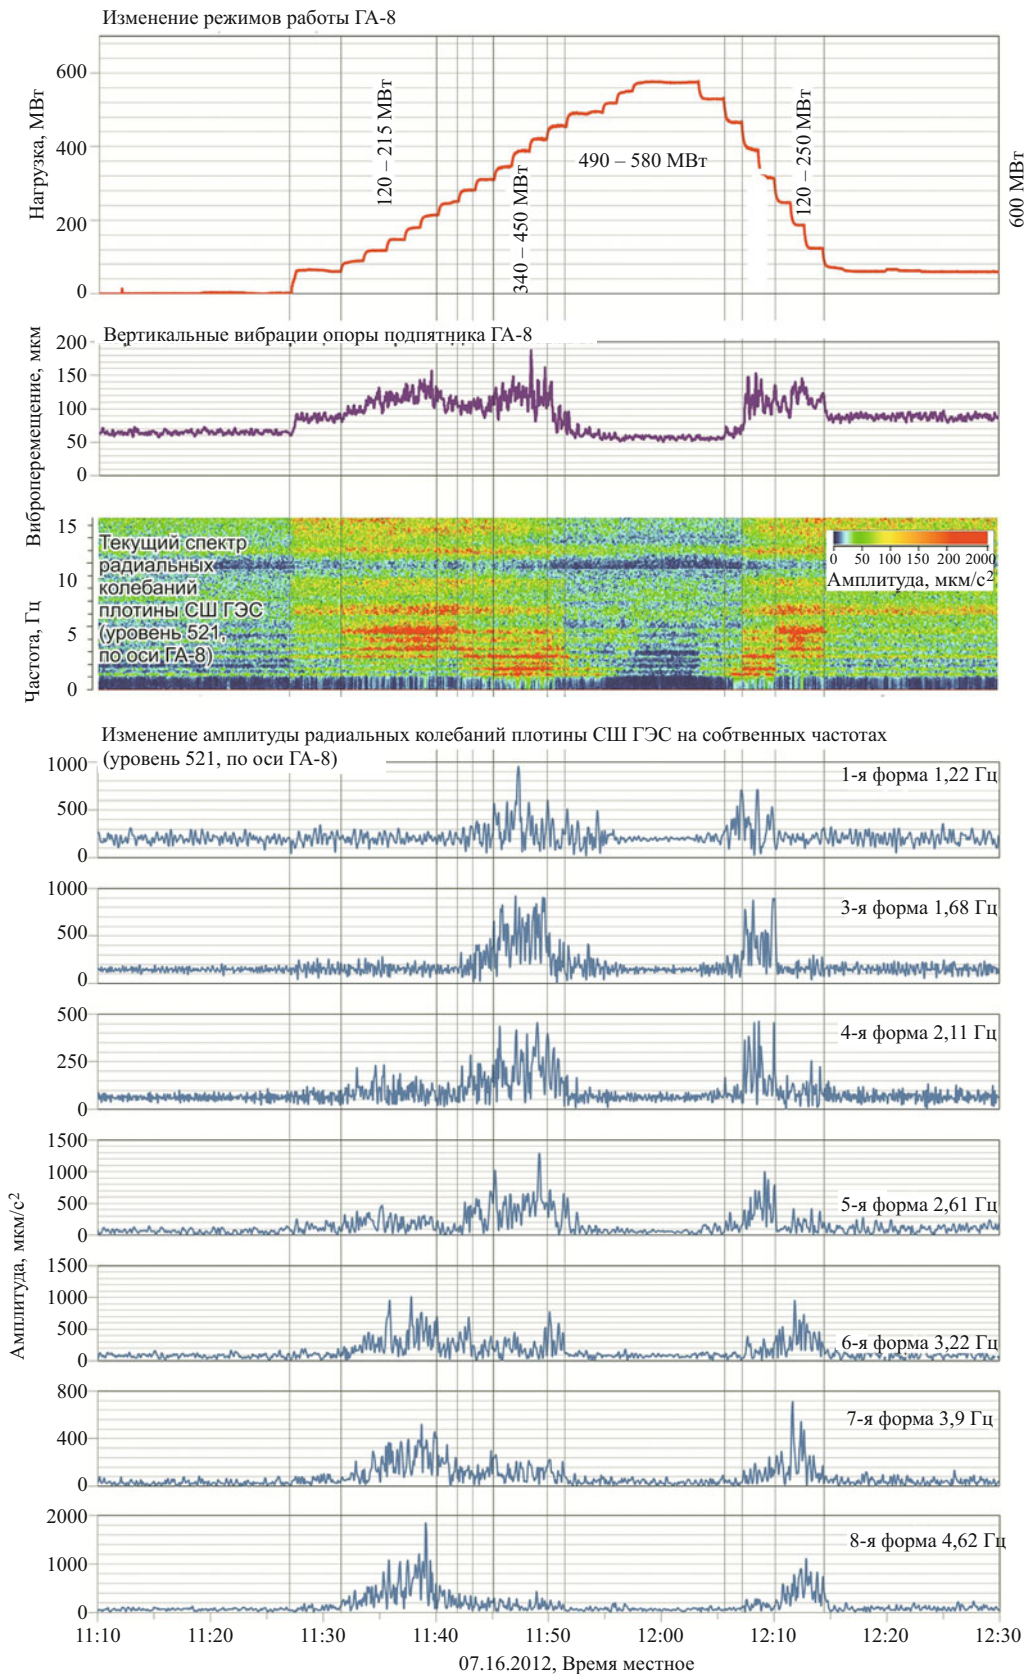 Изменение режимов работы ГА-8
Нагрузка, МВт
600
400
200
0
120 – 215 МВт
340 – 450 МВт
490 – 580 МВт
120 – 250 МВт
600 МВт
Вертикальные вибрации опоры подпятника ГА-8
Виброперемещение, мкм
200
150
100
50
0
Частота, Гц
15
10
5
0
Текущий спектр
радиальных
колебаний
плотины СШ ГЭС
(уровень 521,
по оси ГА-8)
0 50 100 150 200 2000
Амплитуда, мкм/с²
Изменение амплитуды радиальных колебаний плотины СШ ГЭС на собтвенных частотах
(уровень 521, по оси ГА-8)
Амплитуда, мкм/с²
1000
500
0
1-я форма 1,22 Гц
1000
500
0
3-я форма 1,68 Гц
500
250
0
4-я форма 2,11 Гц
1500
1000
500
0
5-я форма 2,61 Гц
1500
1000
500
0
6-я форма 3,22 Гц
800
400
0
7-я форма 3,9 Гц
2000
1000
0
8-я форма 4,62 Гц
11:10 11:20 11:30 11:40 11:50 12:00 12:10 12:20 12:30
07.16.2012, Время местное